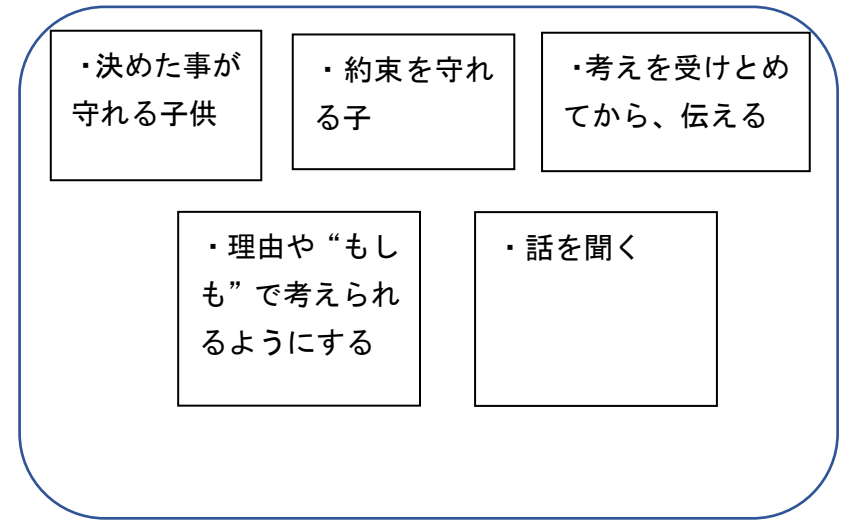 ・決めた事が
守れる子供
・約束を守れ
る子
・考えを受けとめ
てから、伝える
・理由や“もし
も”で考えられ
るようにする
・話を聞く